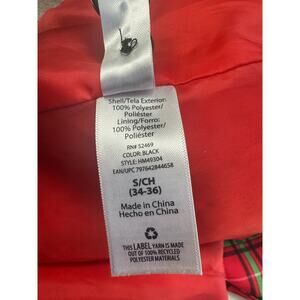 Shell/Tela Exterior:
100% Polyester/
Poliéster
Lining/Forro:
100% Polyester/
Poliéster
RN# 52469
COLOR: BLACK
STYLE: HM49304
EAN/UPC 797642844658
S/CH
(34-36)
Made in China
Hecho en China
THIS LABEL YARN IS MADE
OUT OF 100% RECYCLED
POLYESTER MATERIALS